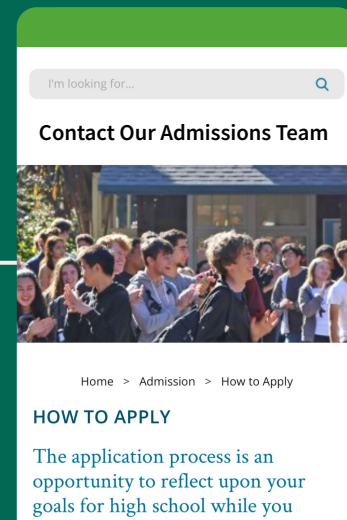 I'm looking for...
Contact Our Admissions Team
Home > Admission > How to Apply
HOW TO APPLY
The application process is an
opportunity to reflect upon your
goals for high school while you